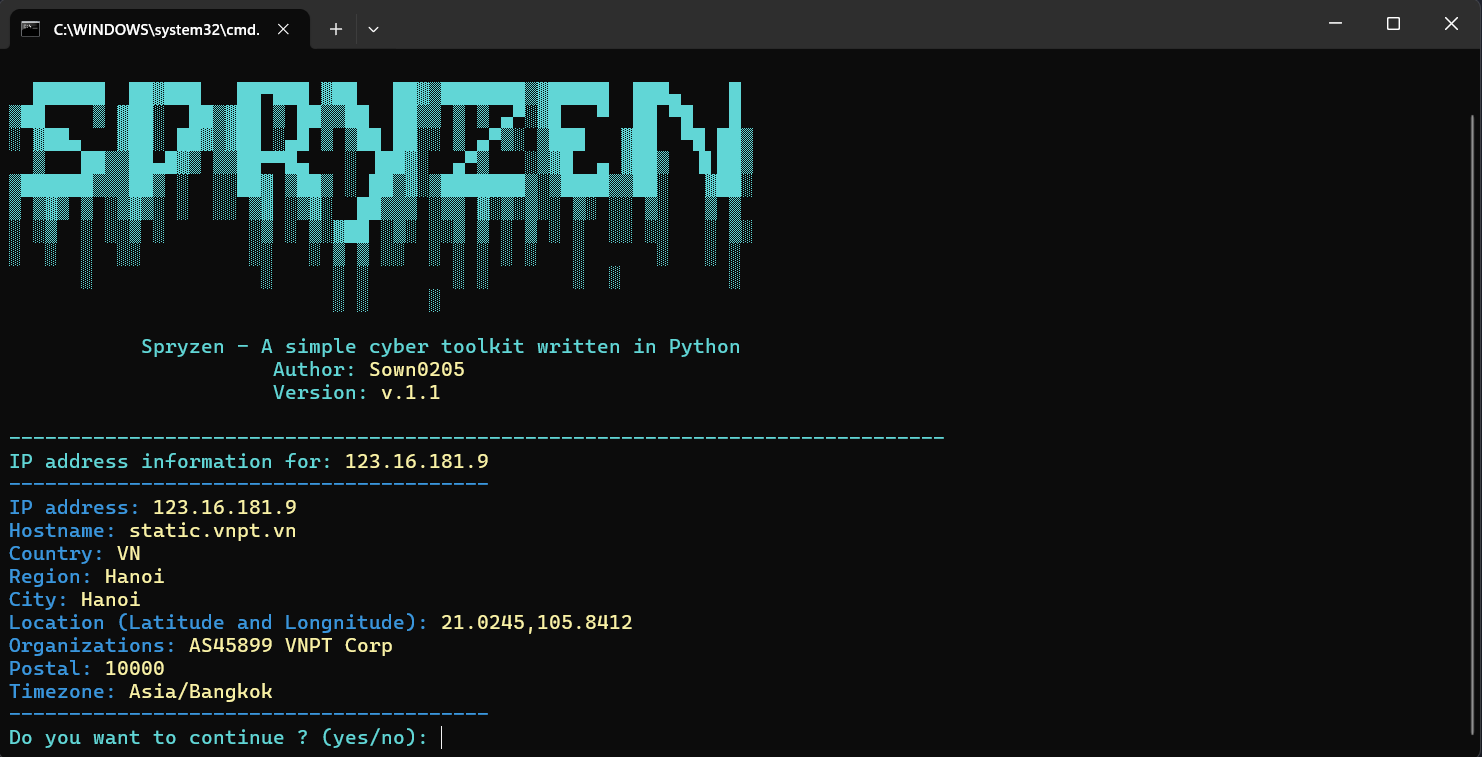 C:\WINDOWS\system32\cmd.
SPRYZEN
Spryzen - A simple cyber toolkit written in Python
Author: Sown0205
Version: v.1.1
------------------------------------------------------------------------------
IP address information for: 123.16.181.9
----------------------------------------
IP address: 123.16.181.9
Hostname: static.vnpt.vn
Country: VN
Region: Hanoi
City: Hanoi
Location (Latitude and Longnitude): 21.0245,105.8412
Organizations: AS45899 VNPT Corp
Postal: 10000
Timezone: Asia/Bangkok
----------------------------------------
Do you want to continue ? (yes/no):